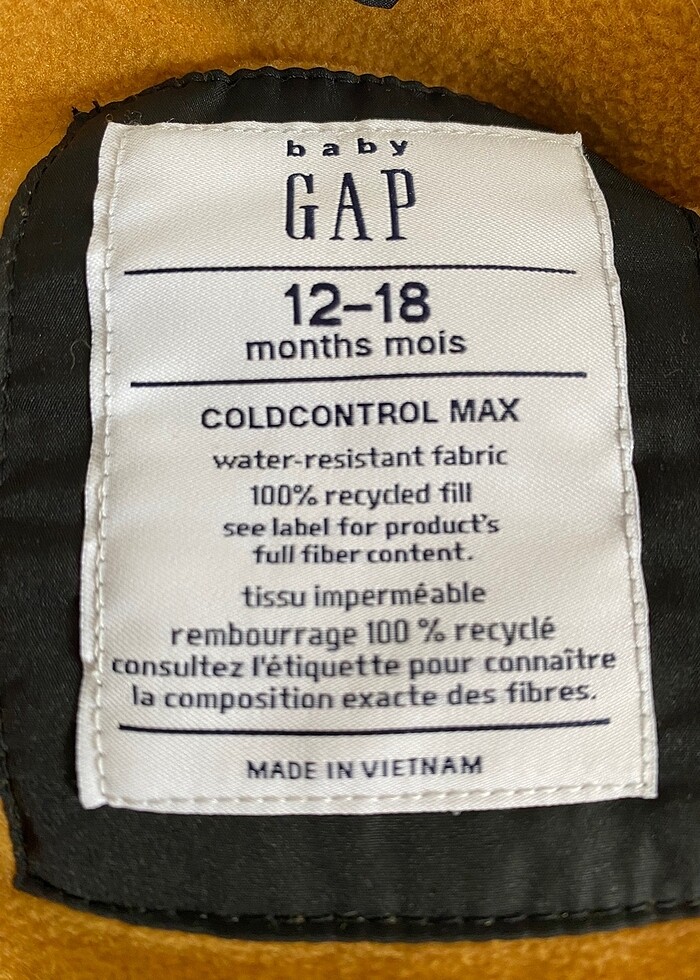 baby
GAP
12–18
months mois
COLDCONTROL MAX
water-resistant fabric
100% recycled fill
see label for product's
full fiber content.
tissu imperméable
rembourrage 100 % recyclé
consultez l'étiquette pour connaître
la composition exacte des fibres.
MADE IN VIETNAM